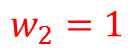 w₂ = 1